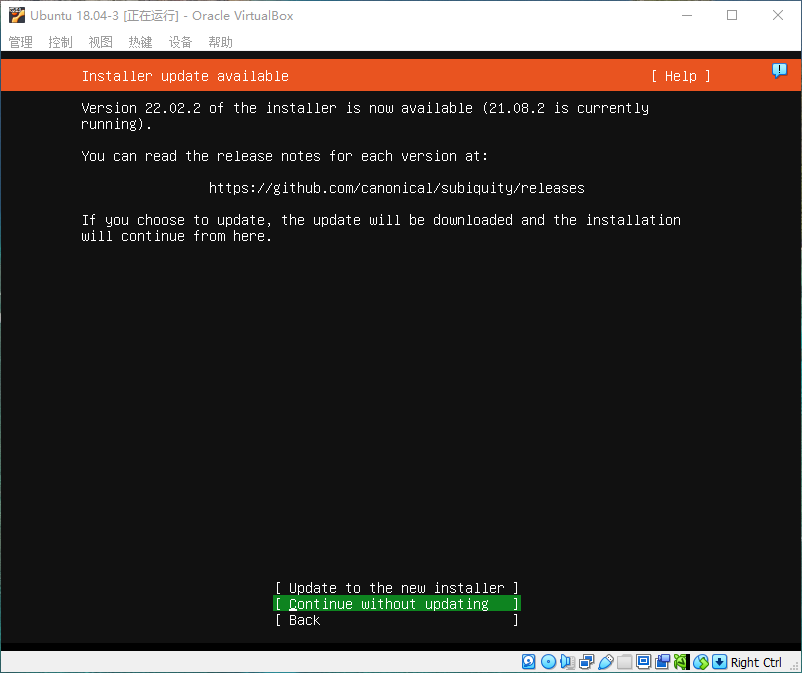 Ubuntu 18.04-3 [正在运行] - Oracle VirtualBox
管理 控制 视图 热键 设备 帮助
Installer update available [ Help ]
Version 22.02.2 of the installer is now available (21.08.2 is currently
running).
You can read the release notes for each version at:
https://github.com/canonical/subiquity/releases
If you choose to update, the update will be downloaded and the installation
will continue from here.
[ Update to the new installer ]
[ Continue without updating ]
[ Back ]
Right Ctrl